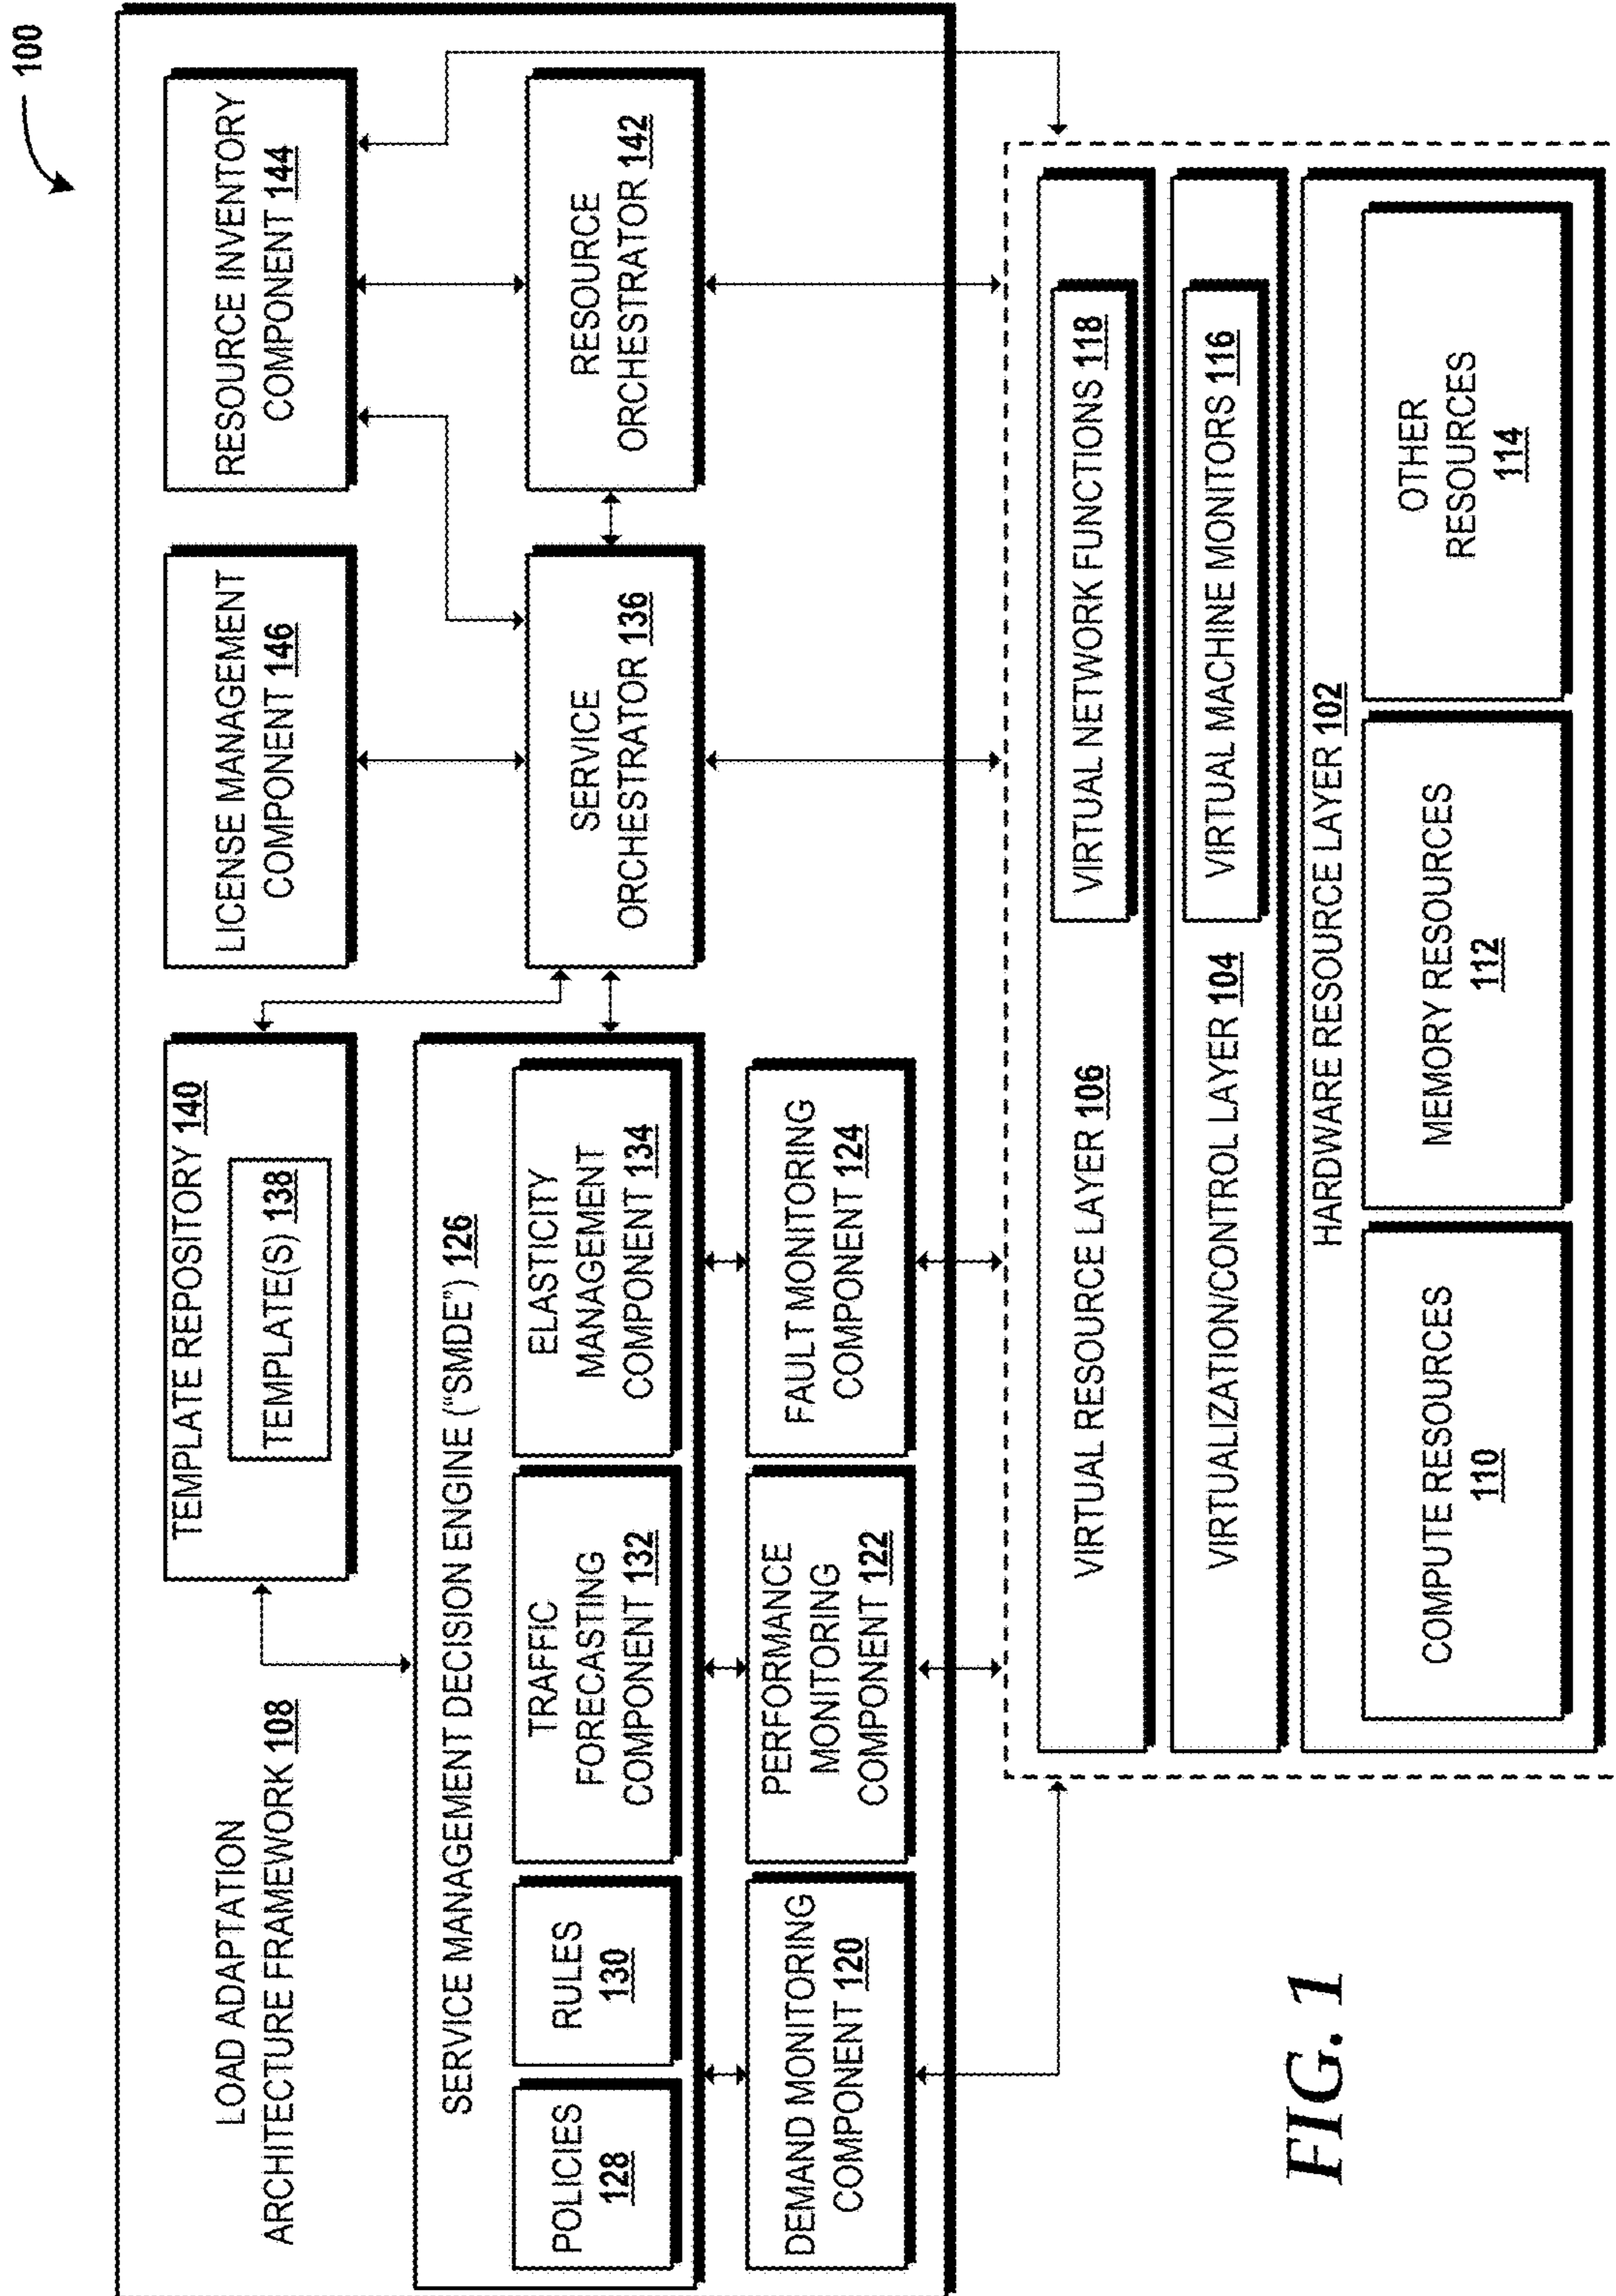 100
LOAD ADAPTATION
ARCHITECTURE FRAMEWORK 108
TEMPLATE REPOSITORY 140
TEMPLATE(S) 138
LICENSE MANAGEMENT
COMPONENT 146
RESOURCE INVENTORY
COMPONENT 144
SERVICE MANAGEMENT DECISION ENGINE (“SMDE”) 126
POLICIES
128
RULES
130
TRAFFIC
FORECASTING
COMPONENT 132
ELASTICITY
MANAGEMENT
COMPONENT 134
SERVICE
ORCHESTRATOR 136
RESOURCE
ORCHESTRATOR 142
DEMAND MONITORING
COMPONENT 120
PERFORMANCE
MONITORING
COMPONENT 122
FAULT MONITORING
COMPONENT 124
VIRTUAL RESOURCE LAYER 106
VIRTUAL NETWORK FUNCTIONS 118
VIRTUALIZATION/CONTROL LAYER 104
VIRTUAL MACHINE MONITORS 116
HARDWARE RESOURCE LAYER 102
COMPUTE RESOURCES
110
MEMORY RESOURCES
112
OTHER
RESOURCES
114
FIG. 1